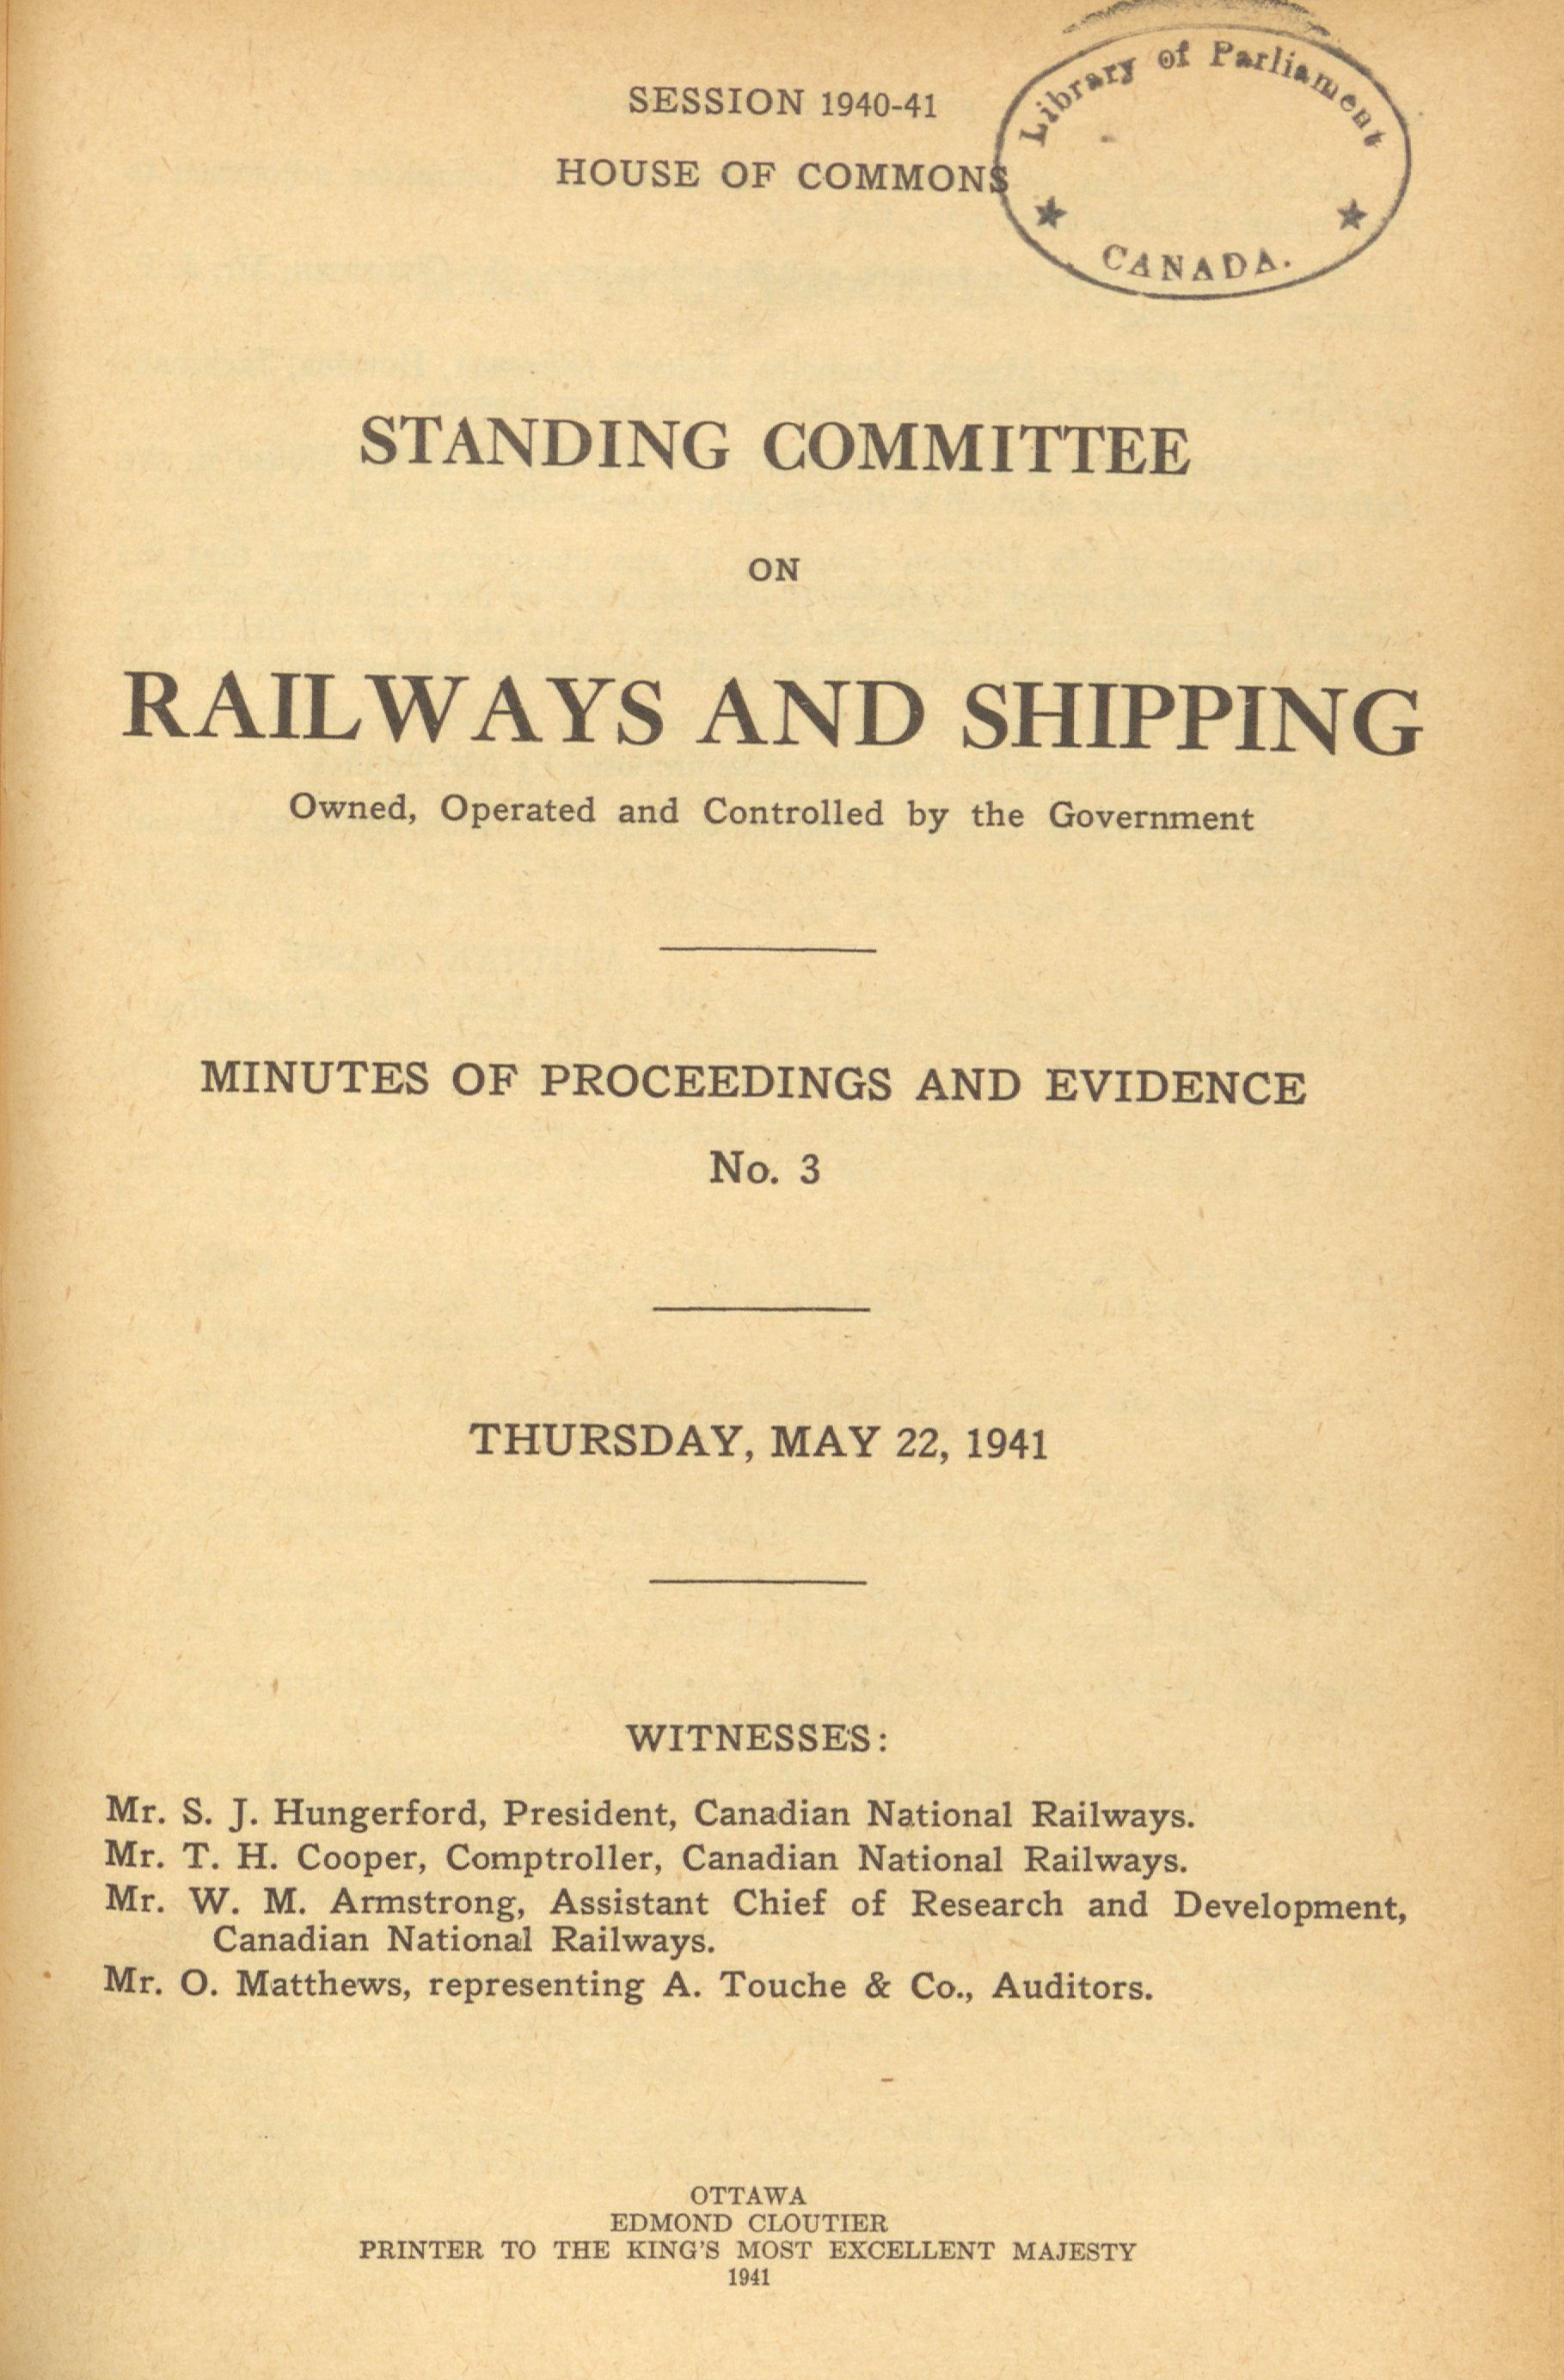 SESSION 1940-41
HOUSE OF COMMONS
Library of Parliament
CANADA.
STANDING COMMITTEE
ON
RAILWAYS AND SHIPPING
Owned, Operated and Controlled by the Government
MINUTES OF PROCEEDINGS AND EVIDENCE
No. 3
THURSDAY, MAY 22, 1941
WITNESSES:
Mr. S. J. Hungerford, President, Canadian National Railways.
Mr. T. H. Cooper, Comptroller, Canadian National Railways.
Mr. W. M. Armstrong, Assistant Chief of Research and Development,
Canadian National Railways.
Mr. O. Matthews, representing A. Touche & Co., Auditors.
OTTAWA
EDMOND CLOUTIER
PRINTER TO THE KING'S MOST EXCELLENT MAJESTY
1941